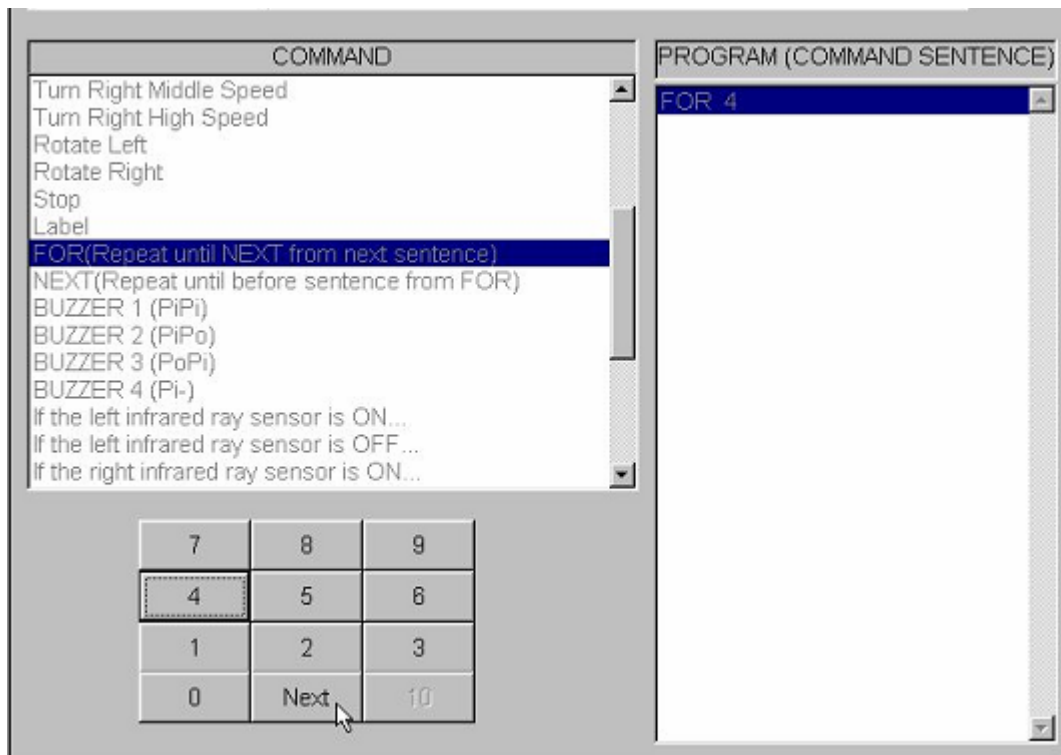 COMMAND
Turn Right Middle Speed
Turn Right High Speed
Rotate Left
Rotate Right
Stop
Label
FOR(Repeat until NEXT from next sentence)
NEXT(Repeat until before sentence from FOR)
BUZZER 1 (PiPi)
BUZZER 2 (PiPo)
BUZZER 3 (PoPi)
BUZZER 4 (Pi-)
If the left infrared ray sensor is ON...
If the left infrared ray sensor is OFF...
If the right infrared ray sensor is ON...
PROGRAM (COMMAND SENTENCE)
FOR 4
7 8 9
4 5 6
1 2 3
0 Next 10